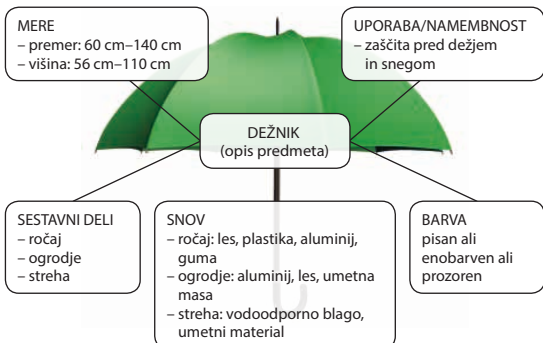 MERE
– premer: 60 cm–140 cm
– višina: 56 cm–110 cm
UPORABA/NAMEMBNOST
– zaščita pred dežjem
in snegom
DEŽNIK
(opis predmeta)
SESTAVNI DELI
– ročaj
– ogrodje
– streha
SNOV
– ročaj: les, plastika, aluminij,
guma
– ogrodje: aluminij, les, umetna
masa
– streha: vodoodporno blago,
umetni material
BARVA
pisan ali
enobarven ali
prozoren